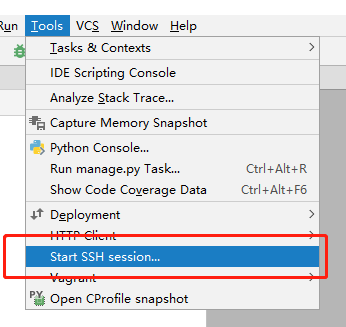 Run Tools VCS Window Help
Tasks & Contexts
IDE Scripting Console
Analyze Stack Trace...
Capture Memory Snapshot
Python Console...
Run manage.py Task... Ctrl+Alt+R
Show Code Coverage Data Ctrl+Alt+F6
Deployment
HTTP Client
Start SSH session...
Vagrant
PY Open CProfile snapshot